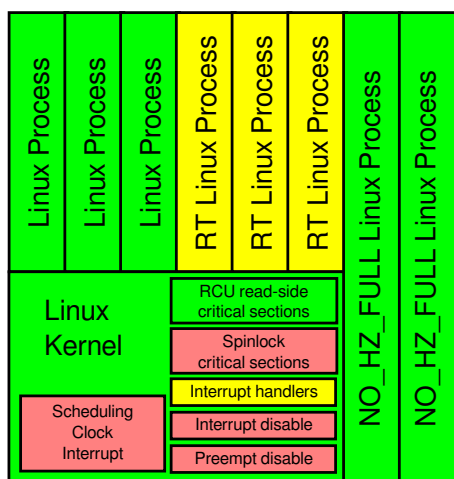 Linux Process
Linux Process
Linux Process
RT Linux Process
RT Linux Process
RT Linux Process
NO_HZ_FULL Linux Process
NO_HZ_FULL Linux Process
Linux
Kernel
RCU read-side
critical sections
Spinlock
critical sections
Interrupt handlers
Scheduling
Clock
Interrupt
Interrupt disable
Preempt disable